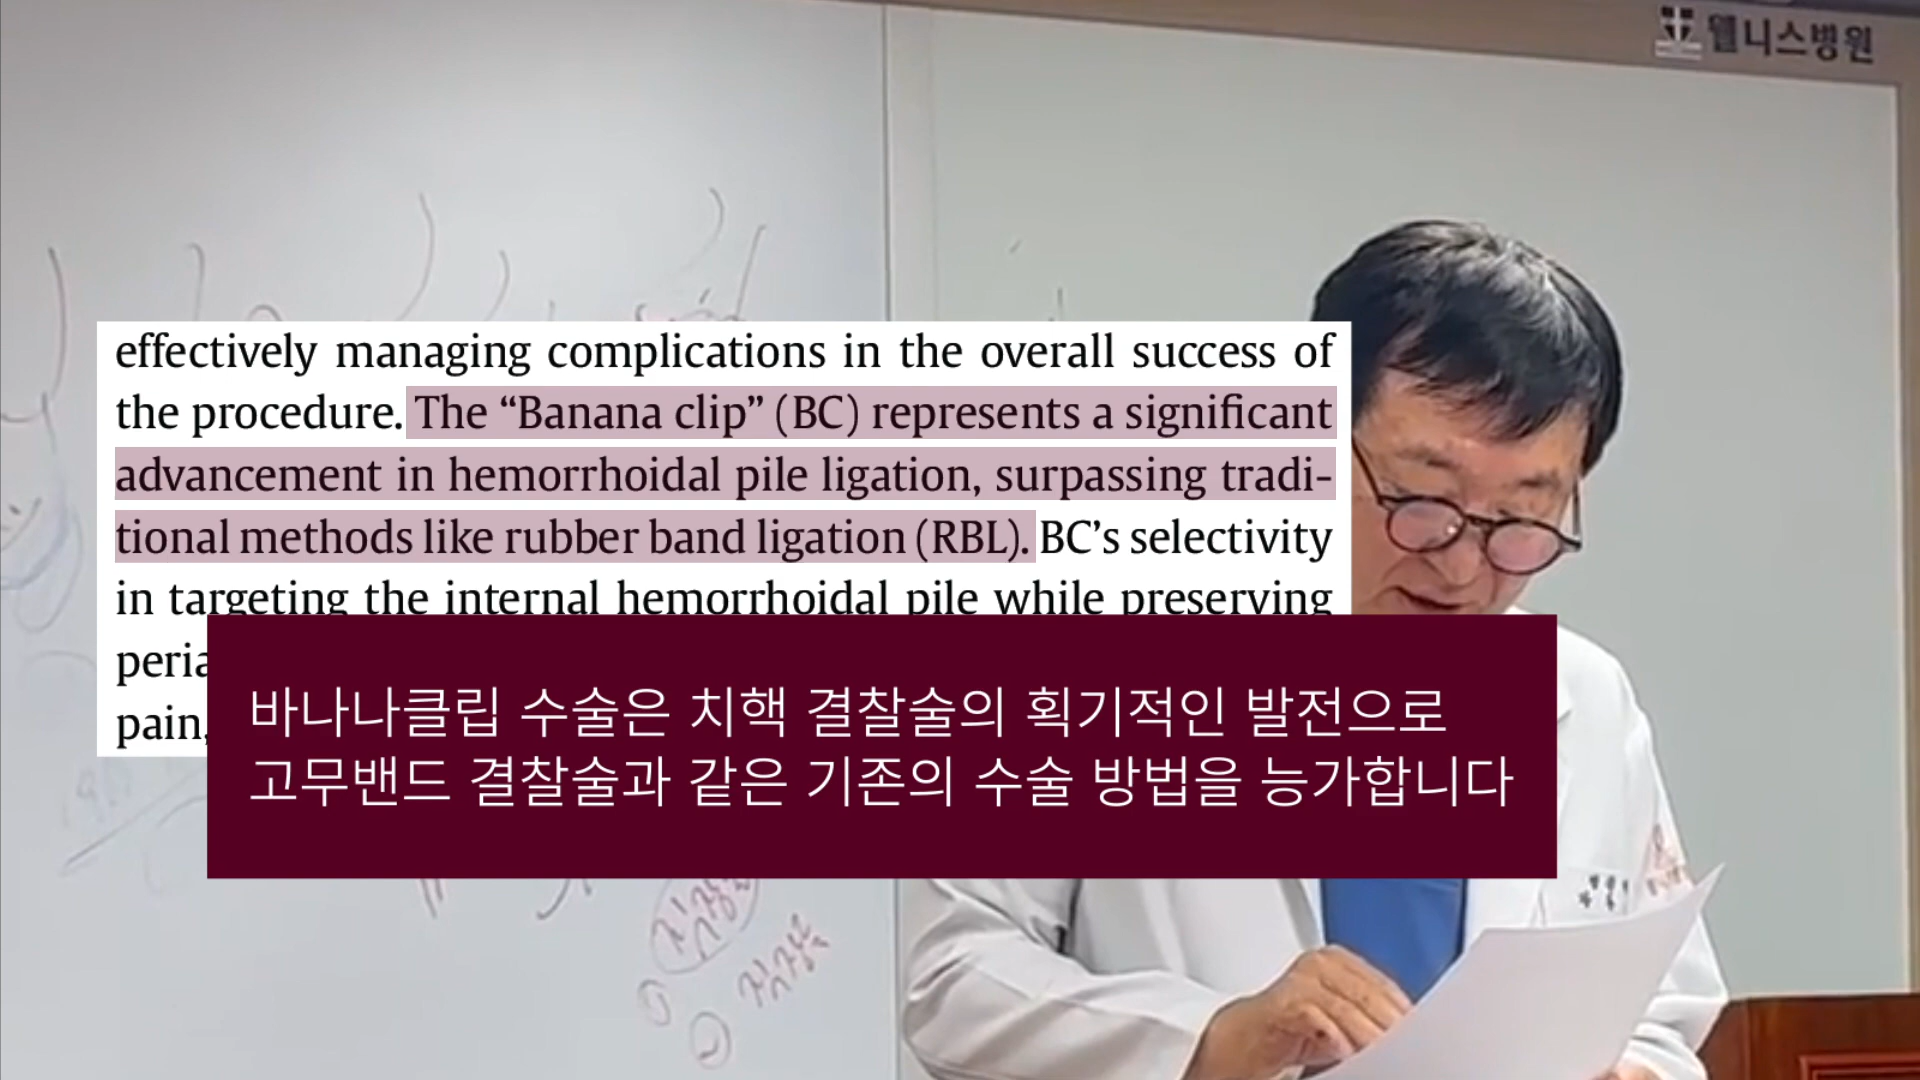 웰니스병원
effectively managing complications in the overall success of
the procedure. The “Banana clip” (BC) represents a significant
advancement in hemorrhoidal pile ligation, surpassing tradi-
tional methods like rubber band ligation (RBL). BC’s selectivity
in targeting the internal hemorrhoidal pile while preserving
peria
pain,
바나나클립 수술은 치핵 결찰술의 획기적인 발전으로
고무밴드 결찰술과 같은 기존의 수술 방법을 능가합니다
①
②